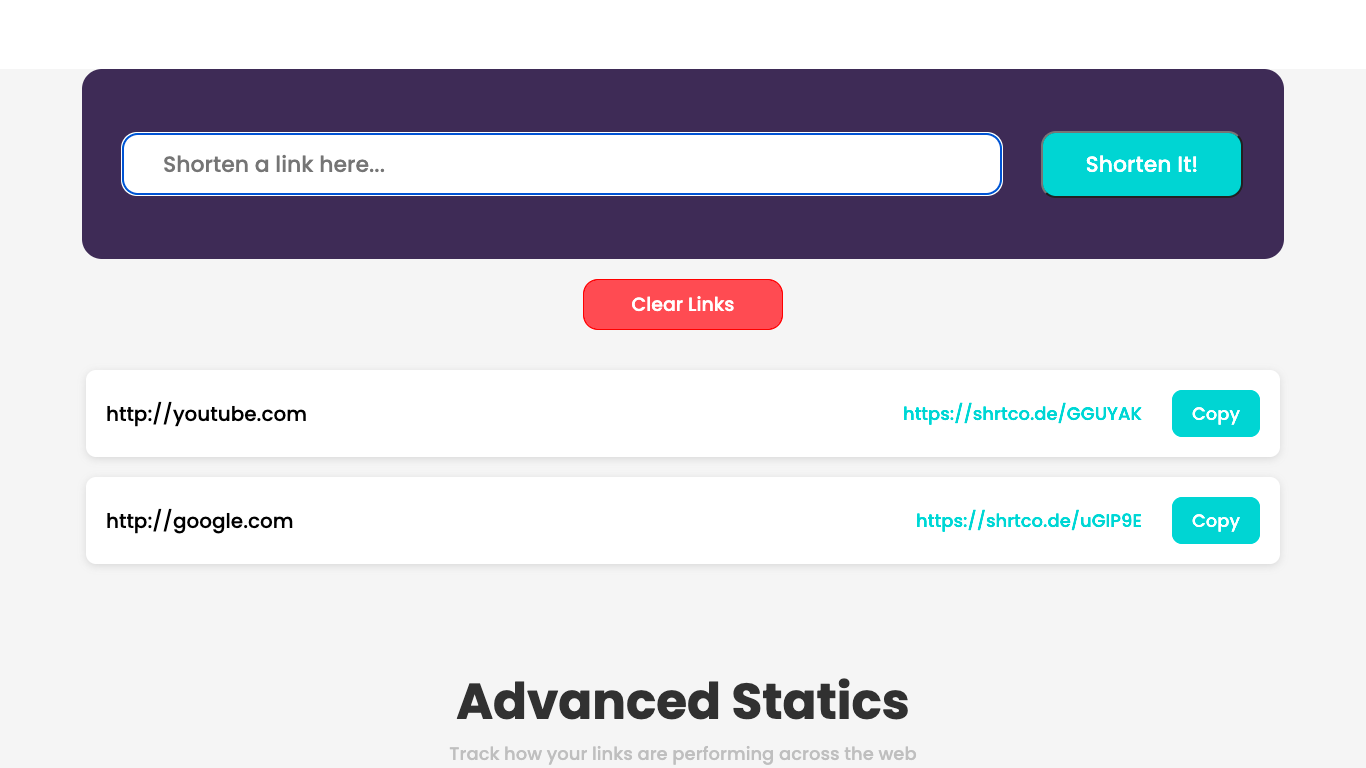 Shorten a link here...
Shorten It!
Clear Links
http://youtube.com
https://shrtco.de/GGUYAK
Copy
http://google.com
https://shrtco.de/uGIP9E
Copy
Advanced Statics
Track how your links are performing across the web